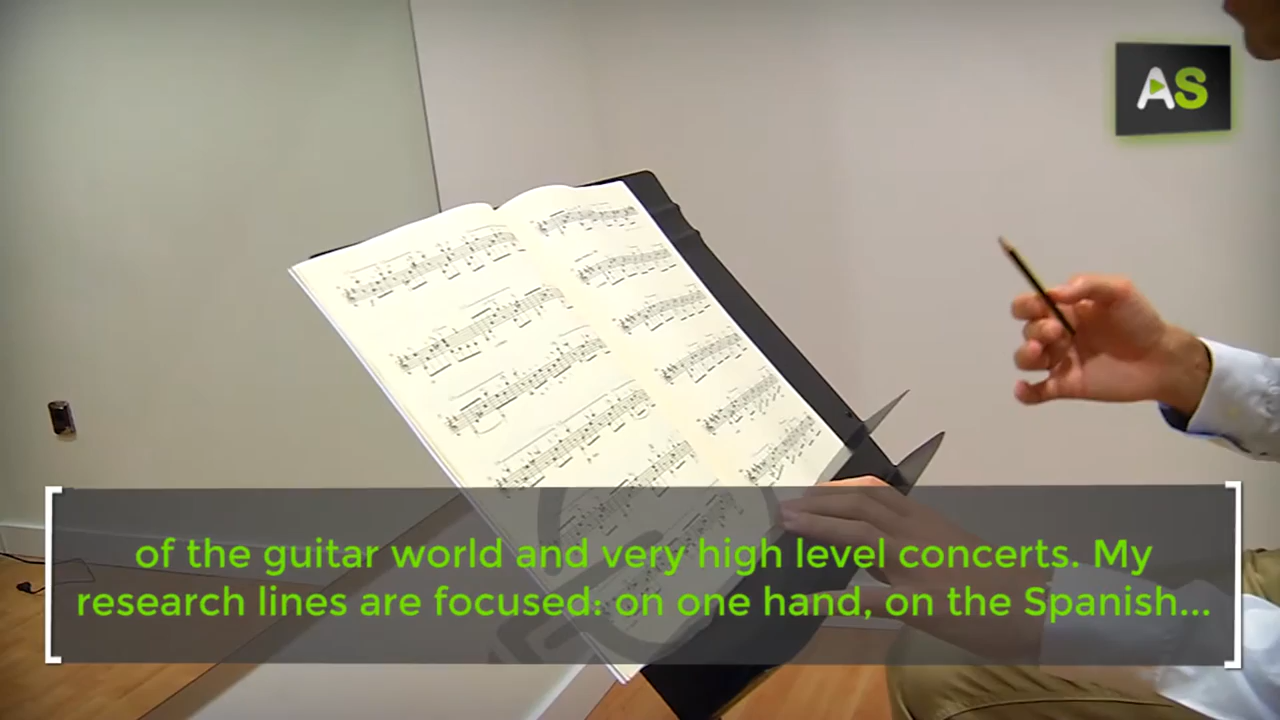 AS
of the guitar world and very high level concerts. My
research lines are focused: on one hand, on the Spanish...